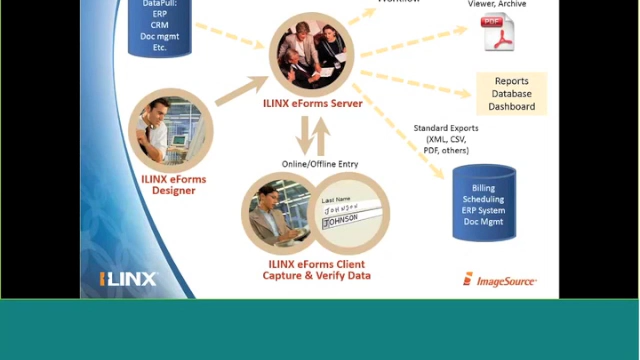 DataPull:
ERP
CRM
Doc mgmt
Etc.
Workflow
Viewer, Archive
PDF
ILINX eForms Server
Reports
Database
Dashboard
Standard Exports
(XML, CSV,
PDF, others)
ILINX eForms
Designer
Online/Offline Entry
Last Name
JOHNSON
JOHNSON
Billing
Scheduling
ERP System
Doc Mgmt
ILINX eForms Client
Capture & Verify Data
ILINX
ImageSource